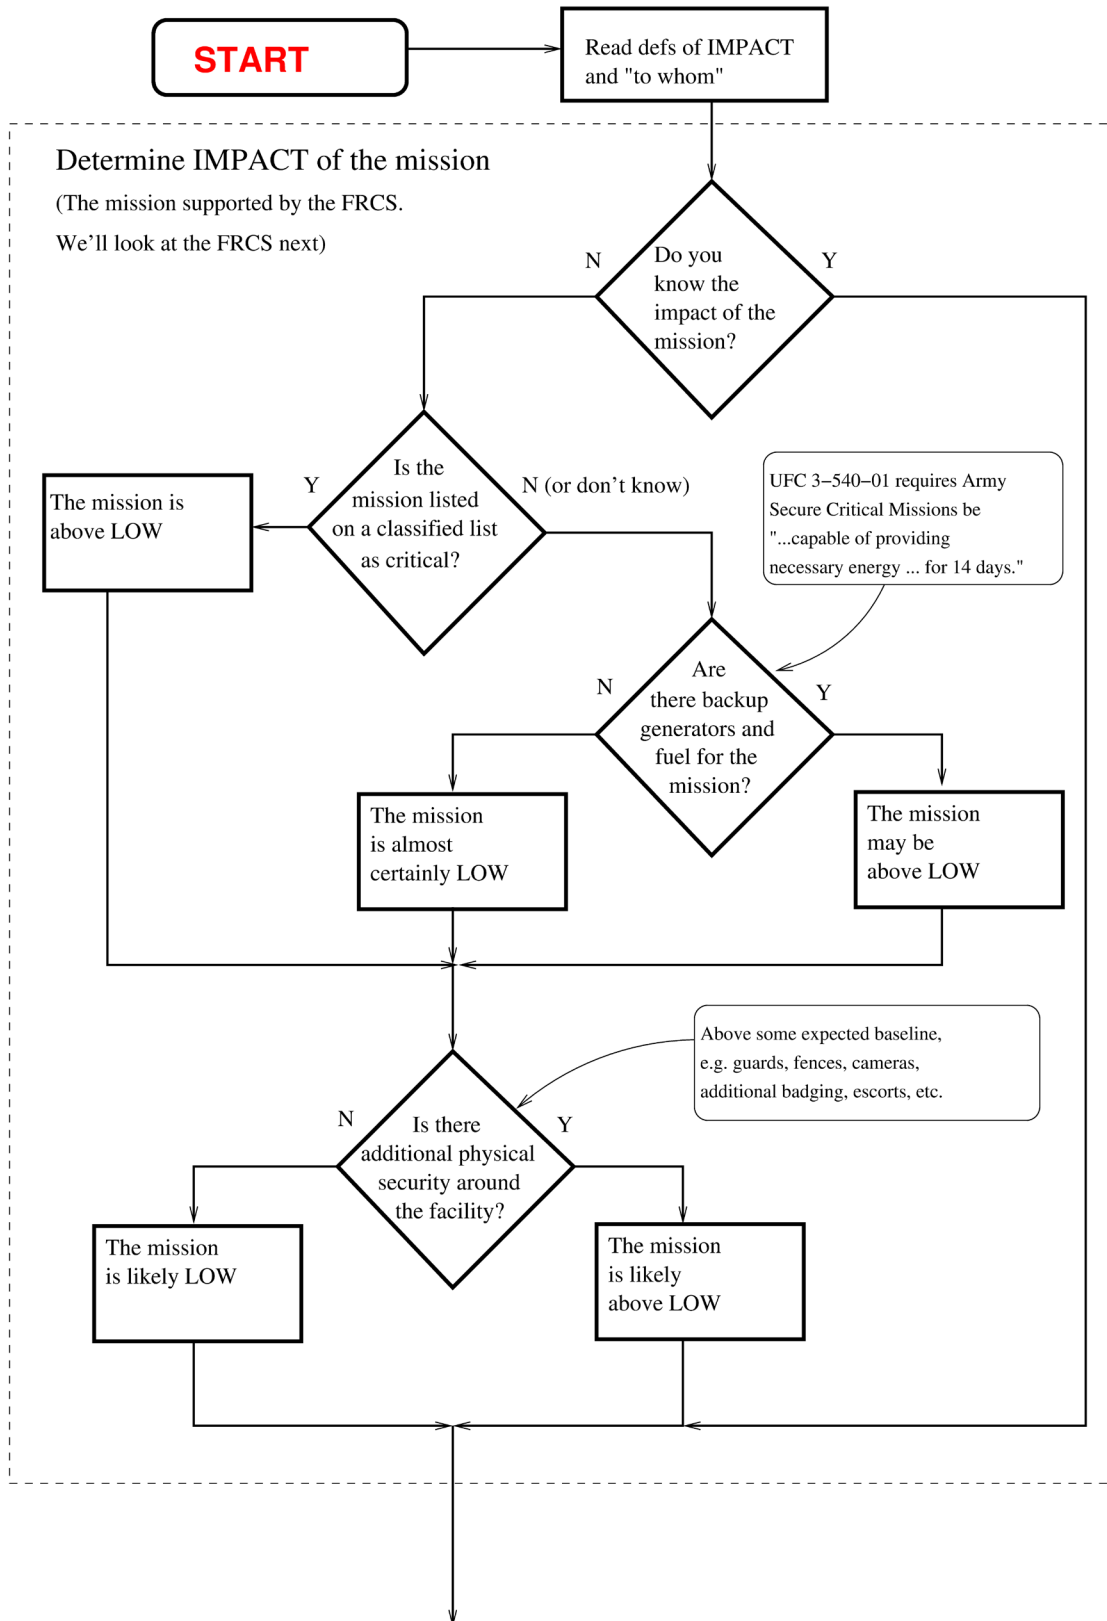 START
Read defs of IMPACT
and "to whom"
Determine IMPACT of the mission
(The mission supported by the FRCS.
We'll look at the FRCS next)
N
Y
Do you
know the
impact of the
mission?
Y
Is the
mission listed
on a classified list
as critical?
N (or don't know)
The mission is
above LOW
UFC 3−540−01 requires Army
Secure Critical Missions be
"...capable of providing
necessary energy ... for 14 days."
N
Y
Are
there backup
generators and
fuel for the
mission?
The mission
is almost
certainly LOW
The mission
may be
above LOW
Above some expected baseline,
e.g. guards, fences, cameras,
additional badging, escorts, etc.
N
Y
Is there
additional physical
security around
the facility?
The mission
is likely LOW
The mission
is likely
above LOW